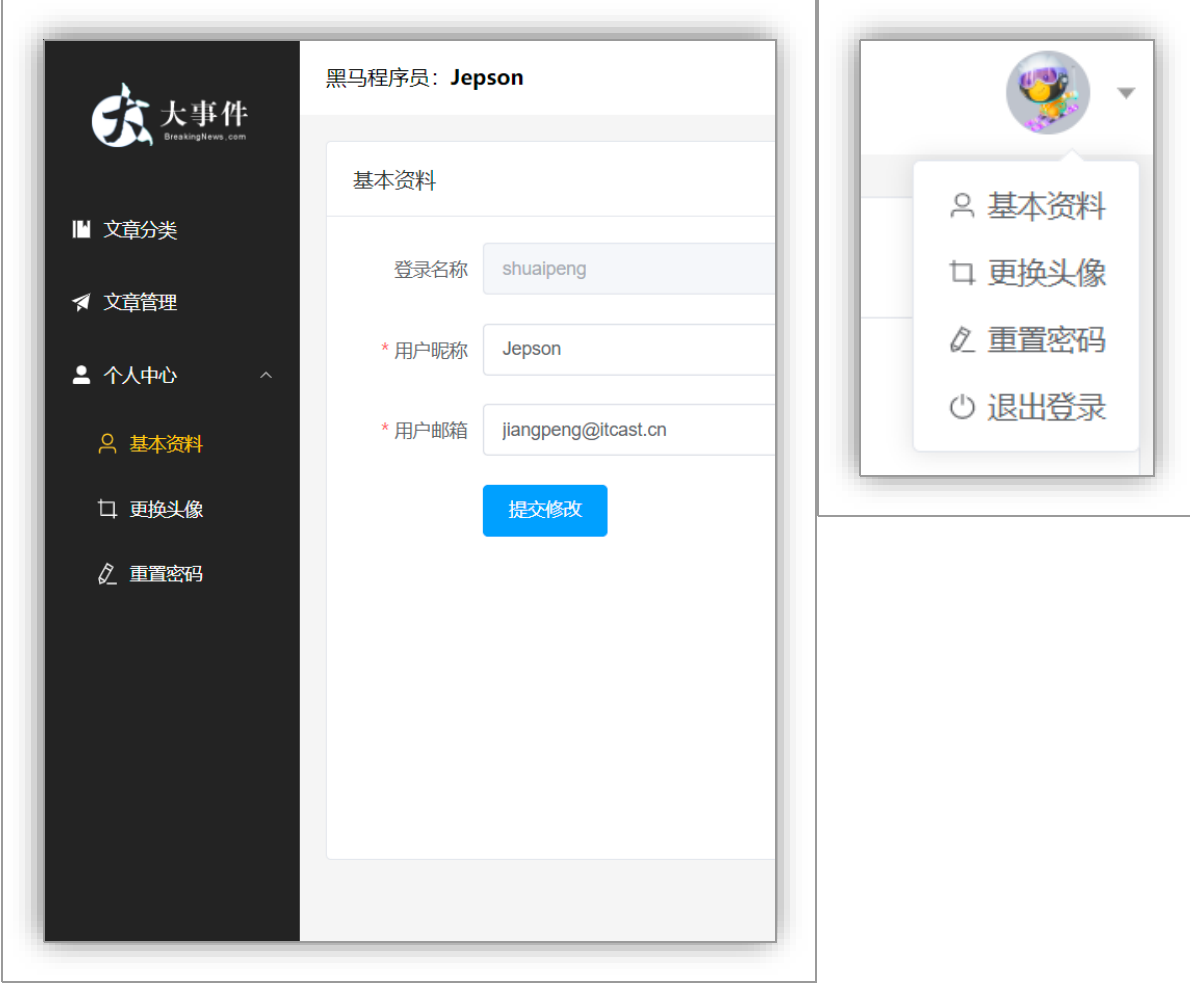 大事件
BreakingNews.com
文章分类
文章管理
个人中心
基本资料
更换头像
重置密码
黑马程序员：Jepson
基本资料
登录名称 shuaipeng
* 用户昵称 Jepson
* 用户邮箱 jiangpeng@itcast.cn
提交修改
基本资料
更换头像
重置密码
退出登录